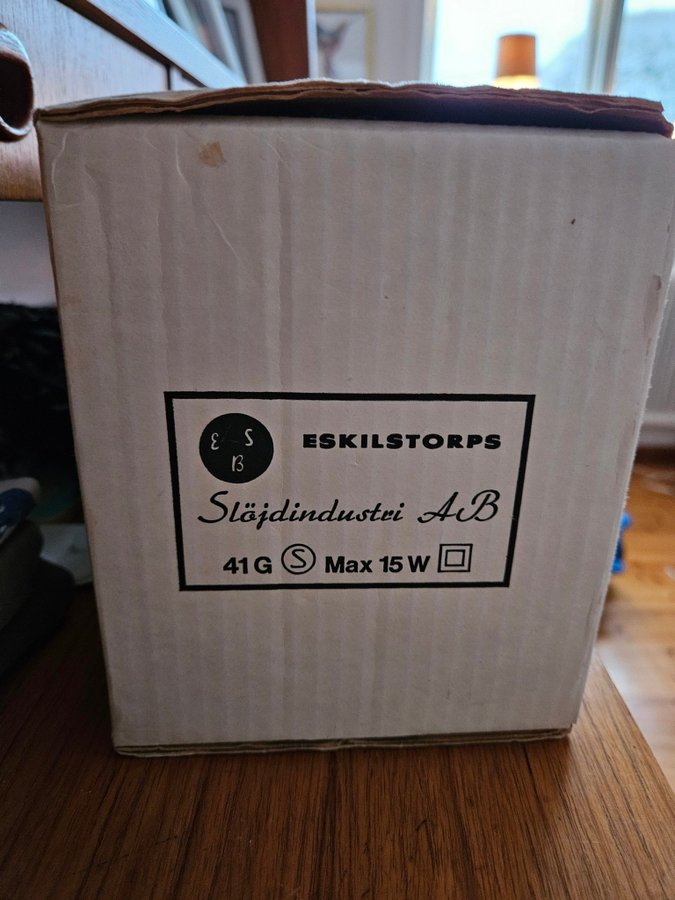 E S
B
ESKILSTORPS
Slöjdindustri AB
41 G Ⓢ Max 15 W